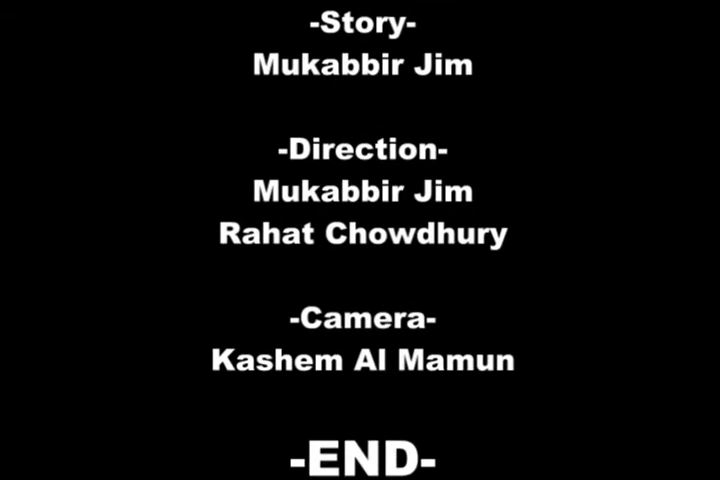 -Story-
Mukabbir Jim
-Direction-
Mukabbir Jim
Rahat Chowdhury
-Camera-
Kashem Al Mamun
-END-